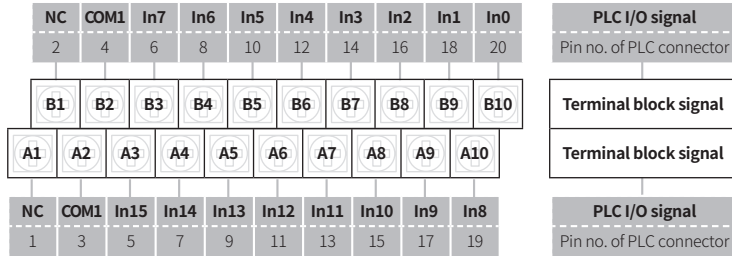 NC COM1 In7 In6 In5 In4 In3 In2 In1 In0 PLC I/O signal
2 4 6 8 10 12 14 16 18 20 Pin no. of PLC connector
B1 B2 B3 B4 B5 B6 B7 B8 B9 B10 Terminal block signal
A1 A2 A3 A4 A5 A6 A7 A8 A9 A10 Terminal block signal
NC COM1 In15 In14 In13 In12 In11 In10 In9 In8 PLC I/O signal
1 3 5 7 9 11 13 15 17 19 Pin no. of PLC connector